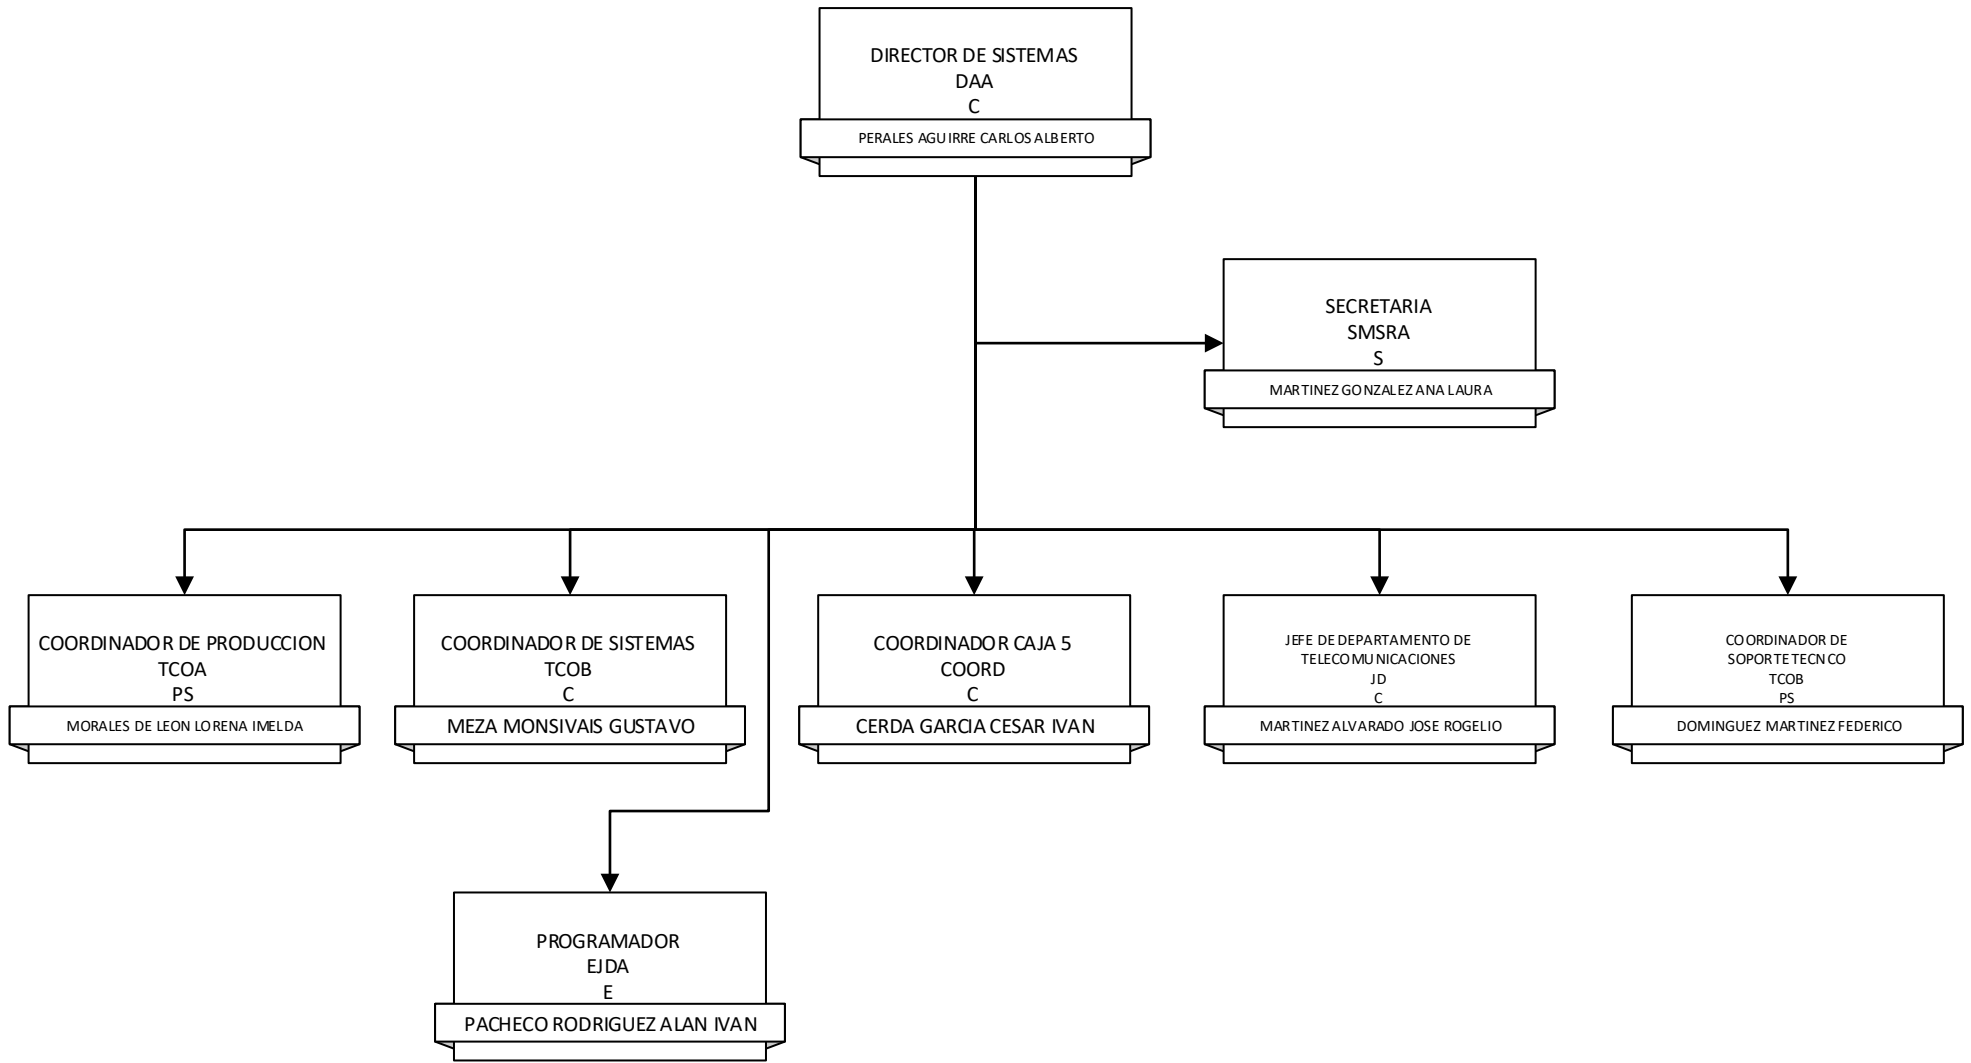 DIRECTOR DE SISTEMAS
DAA
C
PERALES AGUIRRE CARLOS ALBERTO
SECRETARIA
SMSRA
S
MARTINEZ GONZALEZ ANA LAURA
COORDINADOR DE PRODUCCION
TCOA
PS
MORALES DE LEON LORENA IMELDA
COORDINADOR DE SISTEMAS
TCOB
C
MEZA MONSIVAIS GUSTAVO
COORDINADOR CAJA 5
COORD
C
CERDA GARCIA CESAR IVAN
JEFE DE DEPARTAMENTO DE
TELECOMUNICACIONES
JD
C
MARTINEZ ALVARADO JOSE ROGELIO
COORDINADOR DE
SOPORTE TECNCO
TCOB
PS
DOMINGUEZ MARTINEZ FEDERICO
PROGRAMADOR
EJDA
E
PACHECO RODRIGUEZ ALAN IVAN